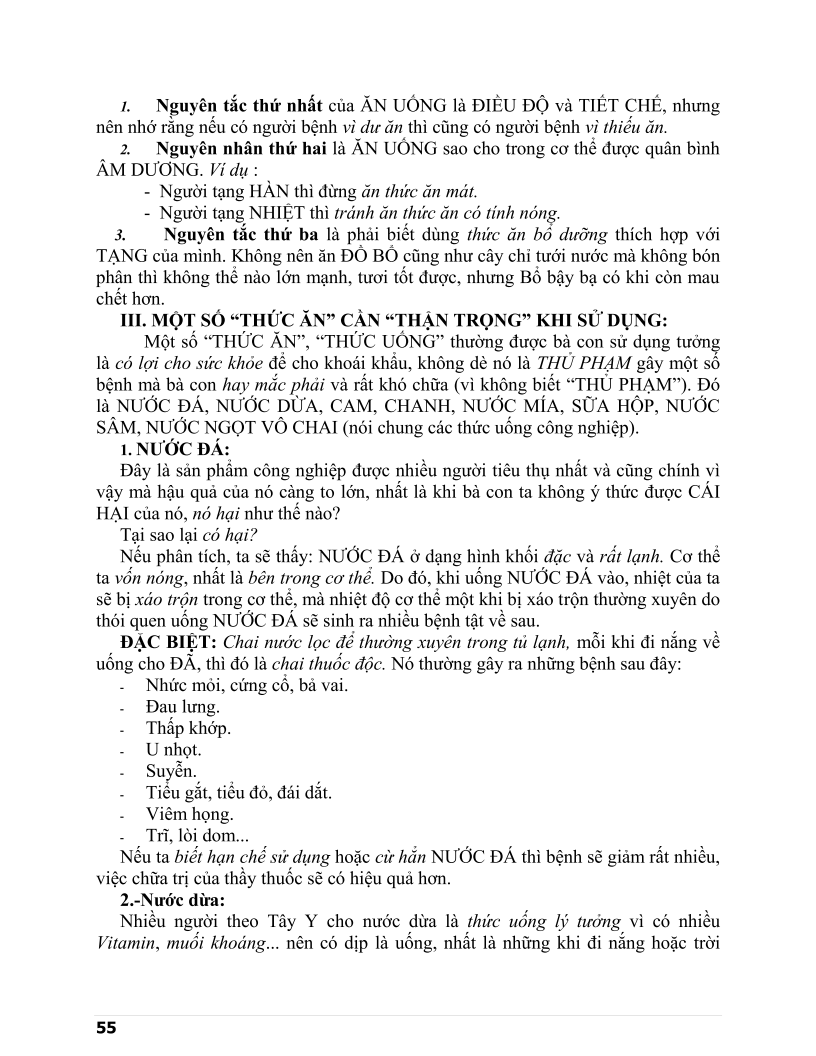 1. Nguyên tắc thứ nhất của ĂN UỐNG là ĐIỀU ĐỘ và TIẾT CHẾ, nhưng
nên nhớ rằng nếu có người bệnh vì dư ăn thì cũng có người bệnh vì thiếu ăn.
2. Nguyên nhân thứ hai là ĂN UỐNG sao cho trong cơ thể được quân bình
ÂM DƯƠNG. Ví dụ :
- Người tạng HÀN thì đừng ăn thức ăn mát.
- Người tạng NHIỆT thì tránh ăn thức ăn có tính nóng.
3. Nguyên tắc thứ ba là phải biết dùng thức ăn bổ dưỡng thích hợp với
TẠNG của mình. Không nên ăn ĐỒ BỔ cũng như cây chỉ tưới nước mà không bón
phân thì không thể nào lớn mạnh, tươi tốt được, nhưng Bổ bậy bạ có khi còn mau
chết hơn.
III. MỘT SỐ “THỨC ĂN” CẦN “THẬN TRỌNG” KHI SỬ DỤNG:
Một số “THỨC ĂN”, “THỨC UỐNG” thường được bà con sử dụng tưởng
là có lợi cho sức khỏe để cho khoái khẩu, không dè nó là THỦ PHẠM gây một số
bệnh mà bà con hay mắc phải và rất khó chữa (vì không biết “THỦ PHẠM”). Đó
là NƯỚC ĐÁ, NƯỚC DỪA, CAM, CHANH, NƯỚC MÍA, SỮA HỘP, NƯỚC
SÂM, NƯỚC NGỌT VÔ CHAI (nói chung các thức uống công nghiệp).
1. NƯỚC ĐÁ:
Đây là sản phẩm công nghiệp được nhiều người tiêu thụ nhất và cũng chính vì
vậy mà hậu quả của nó càng to lớn, nhất là khi bà con ta không ý thức được CÁI
HẠI của nó, nó hại như thế nào?
Tại sao lại có hại?
Nếu phân tích, ta sẽ thấy: NƯỚC ĐÁ ở dạng hình khối đặc và rất lạnh. Cơ thể
ta vốn nóng, nhất là bên trong cơ thể. Do đó, khi uống NƯỚC ĐÁ vào, nhiệt của ta
sẽ bị xáo trộn trong cơ thể, mà nhiệt độ cơ thể một khi bị xáo trộn thường xuyên do
thói quen uống NƯỚC ĐÁ sẽ sinh ra nhiều bệnh tật về sau.
ĐẶC BIỆT: Chai nước lọc để thường xuyên trong tủ lạnh, mỗi khi đi nắng về
uống cho ĐÃ, thì đó là chai thuốc độc. Nó thường gây ra những bệnh sau đây:
- Nhức mỏi, cứng cổ, bả vai.
- Đau lưng.
- Thấp khớp.
- U nhọt.
- Suyễn.
- Tiểu gắt, tiểu đỏ, đái dắt.
- Viêm họng.
- Trĩ, lòi dom...
Nếu ta biết hạn chế sử dụng hoặc cừ hẳn NƯỚC ĐÁ thì bệnh sẽ giảm rất nhiều,
việc chữa trị của thầy thuốc sẽ có hiệu quả hơn.
2.-Nước dừa:
Nhiều người theo Tây Y cho nước dừa là thức uống lý tưởng vì có nhiều
Vitamin, muối khoáng... nên có dịp là uống, nhất là những khi đi nắng hoặc trời
55